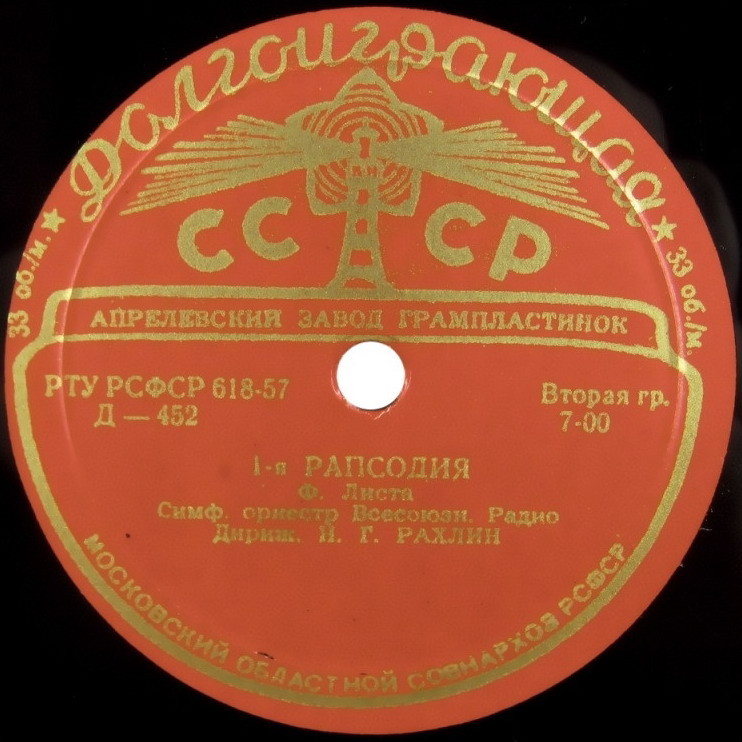 Долгоиграющая
33 об./м. ★ ★ 33 об./м.
СССР
АПРЕЛЕВСКИЙ ЗАВОД ГРАМПЛАСТИНОК
РТУ РСФСР 618-57
Д — 452
Вторая гр.
7-00
1-я РАПСОДИЯ
Ф. Листа
Симф. оркестр Всесоюзн. Радио
Дириж. Н. Г. РАХЛИН
МОСКОВСКИЙ ОБЛАСТНОЙ СОВНАРХОЗ РСФСР